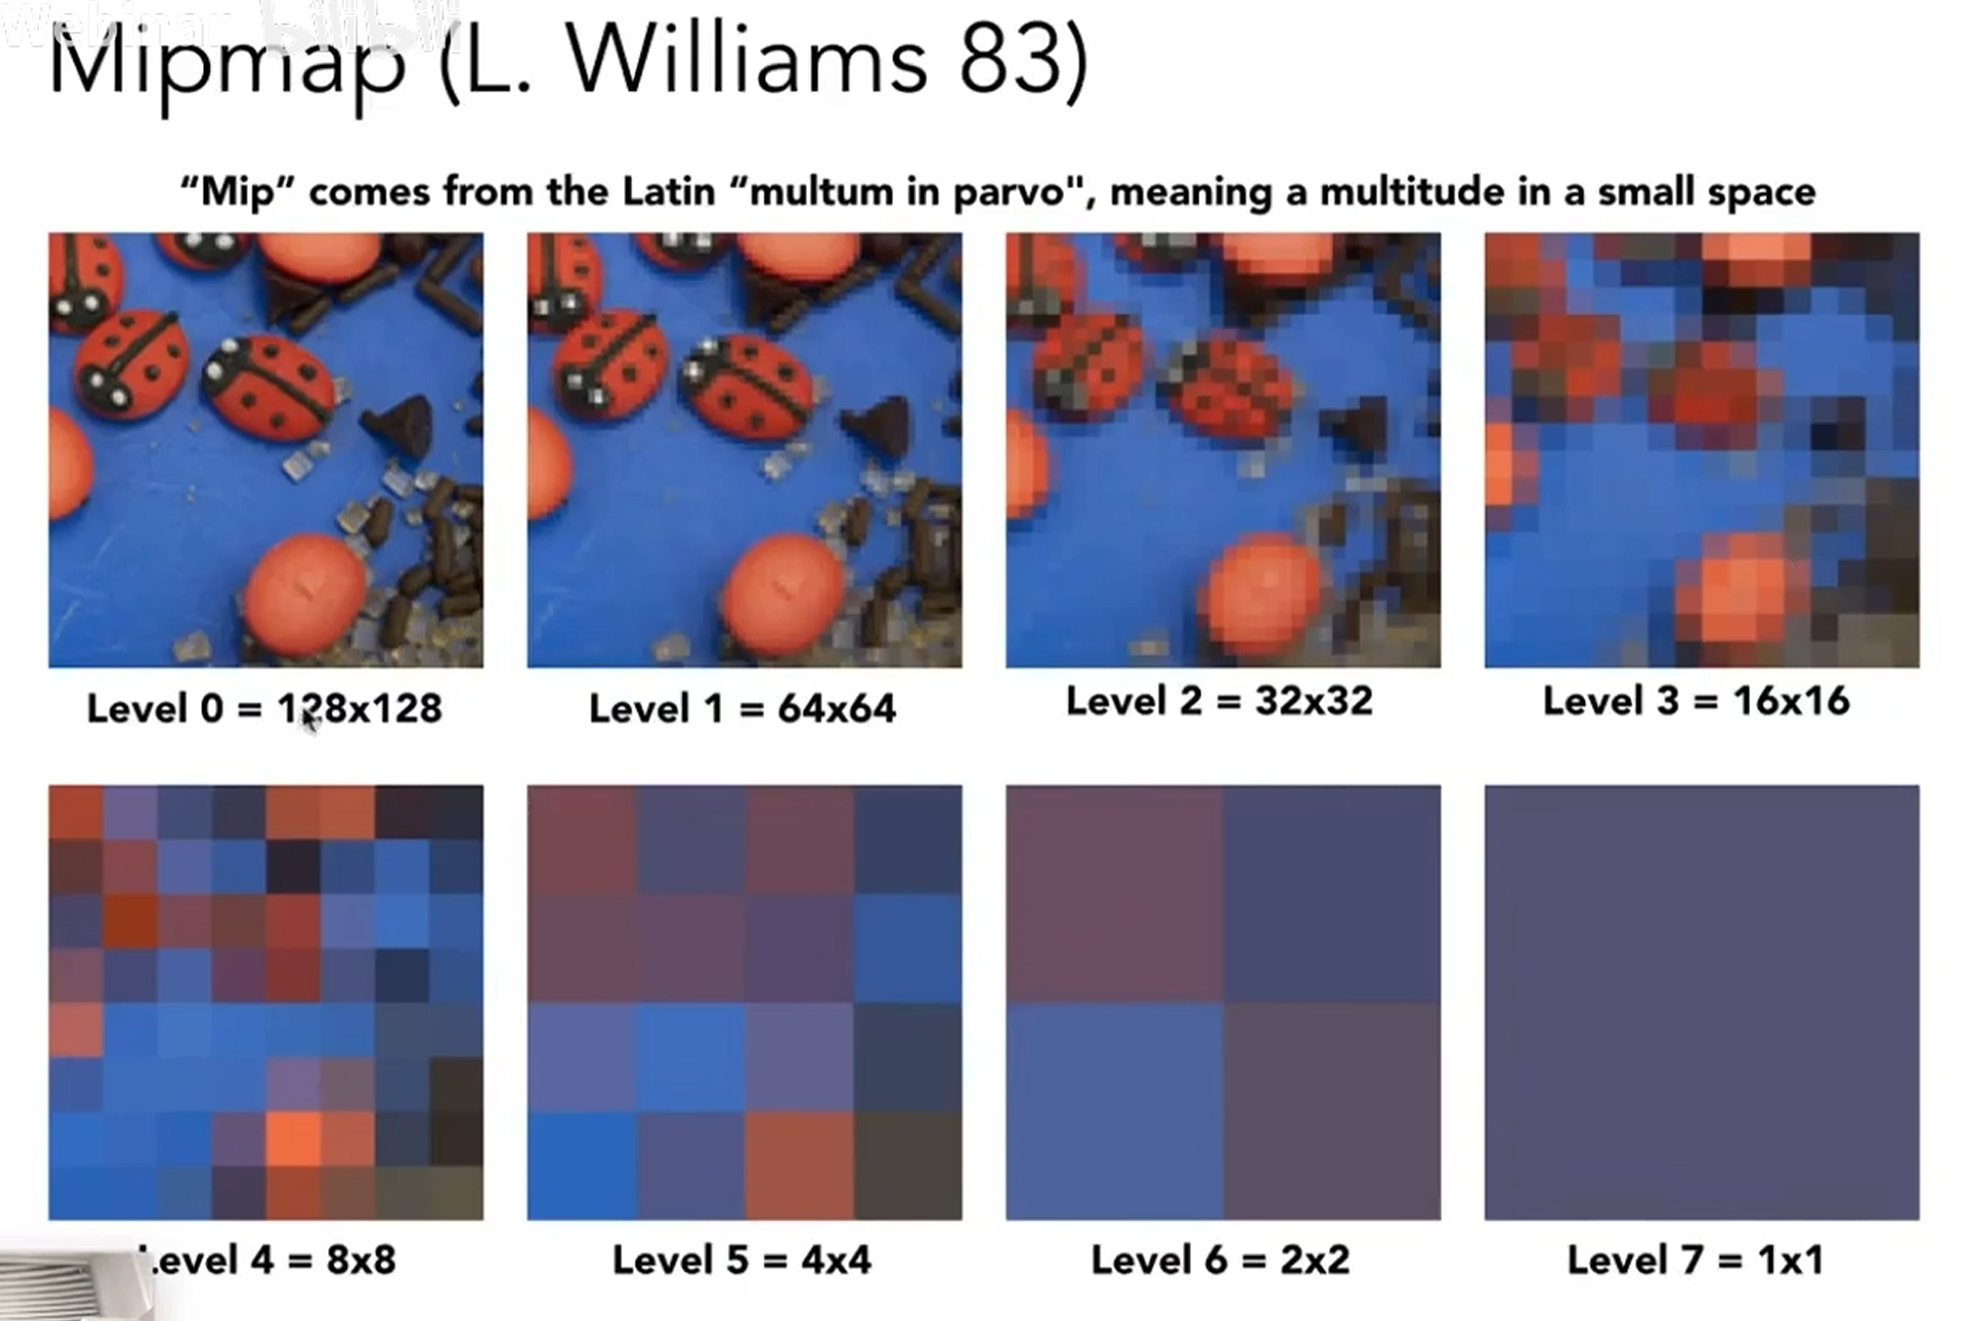 Webinar bilibili
Mipmap (L. Williams 83)
“Mip” comes from the Latin “multum in parvo", meaning a multitude in a small space
Level 0 = 128x128
Level 1 = 64x64
Level 2 = 32x32
Level 3 = 16x16
Level 4 = 8x8
Level 5 = 4x4
Level 6 = 2x2
Level 7 = 1x1